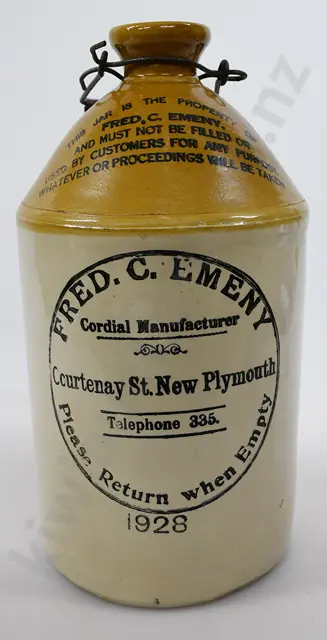 THIS JAR IS THE PROPERTY OF
FRED. C. EMENY.
AND MUST NOT BE FILLED OR
USED BY CUSTOMERS FOR ANY PURPOSE
WHATEVER OR PROCEEDINGS WILL BE TAKEN
FRED. C. EMENY
Cordial Manufacturer
Courtenay St. New Plymouth
Telephone 335.
Please Return when Empty
1928